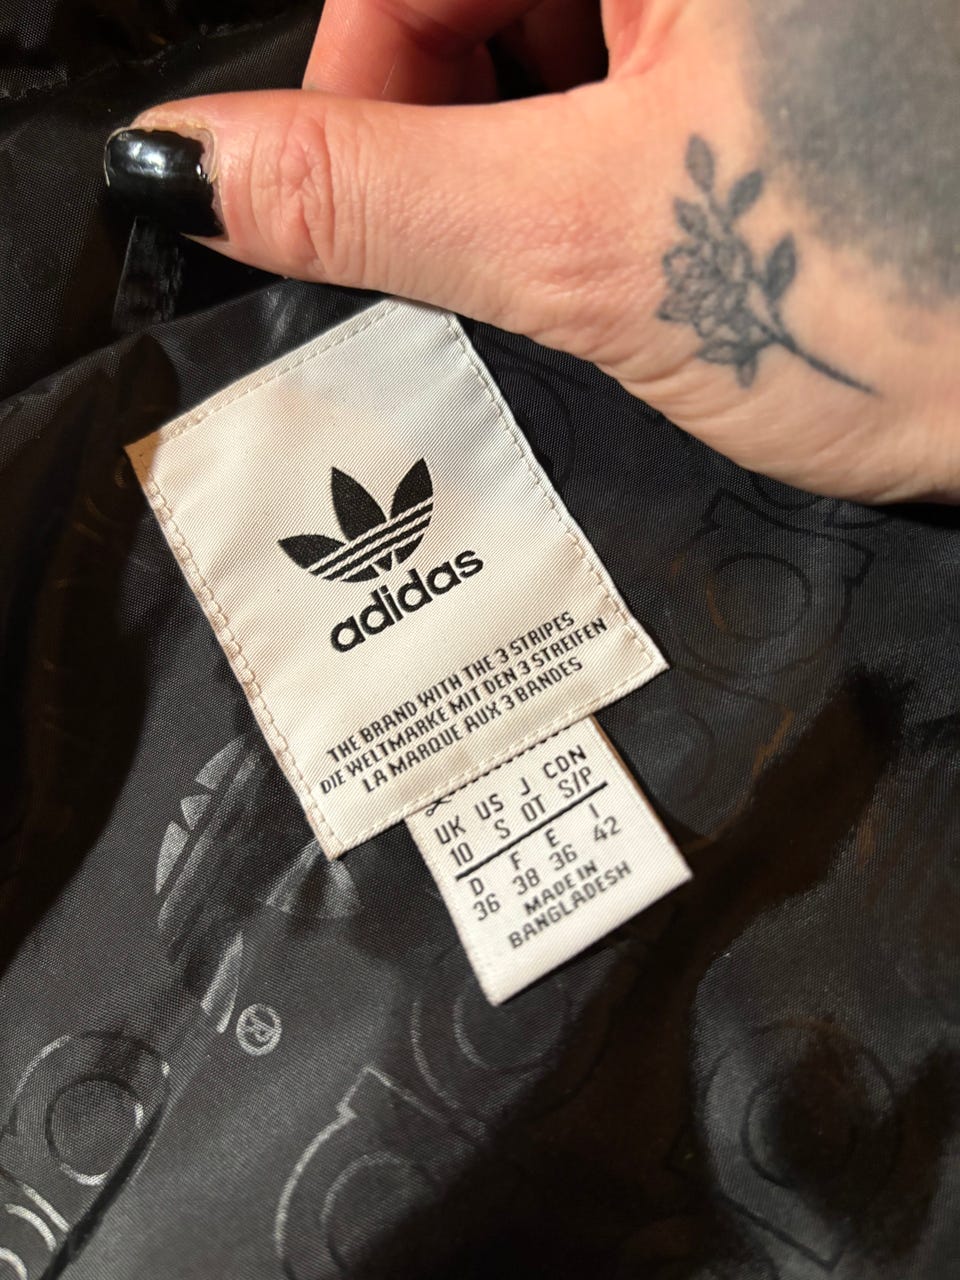 adidas
THE BRAND WITH THE 3 STRIPES
DIE WELTMARKE MIT DEN 3 STREIFEN
LA MARQUE AUX 3 BANDES
UK US J CDN
10 S OT S/P
D F E I
36 38 36 42
MADE IN
BANGLADESH
®